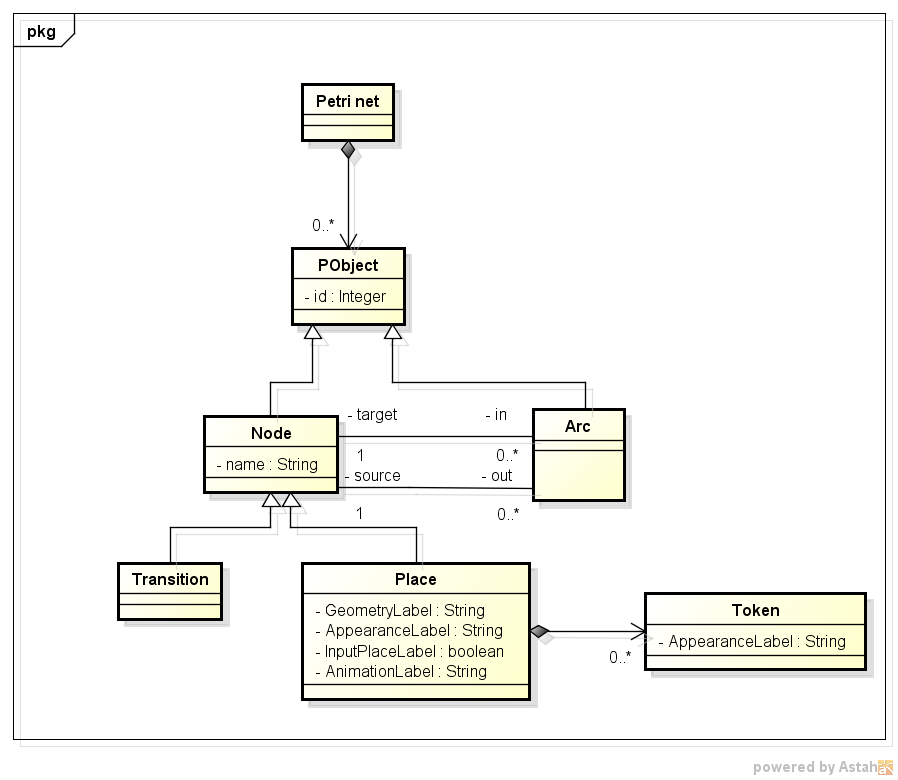 pkg
Petri net
0..*
PObject
- id : Integer
- target
- in
Node
Arc
- name : String
1
0..*
- source
- out
1
0..*
Transition
Place
- GeometryLabel : String
- AppearanceLabel : String
- InputPlaceLabel : boolean
- AnimationLabel : String
Token
- AppearanceLabel : String
0..*
powered by Astah